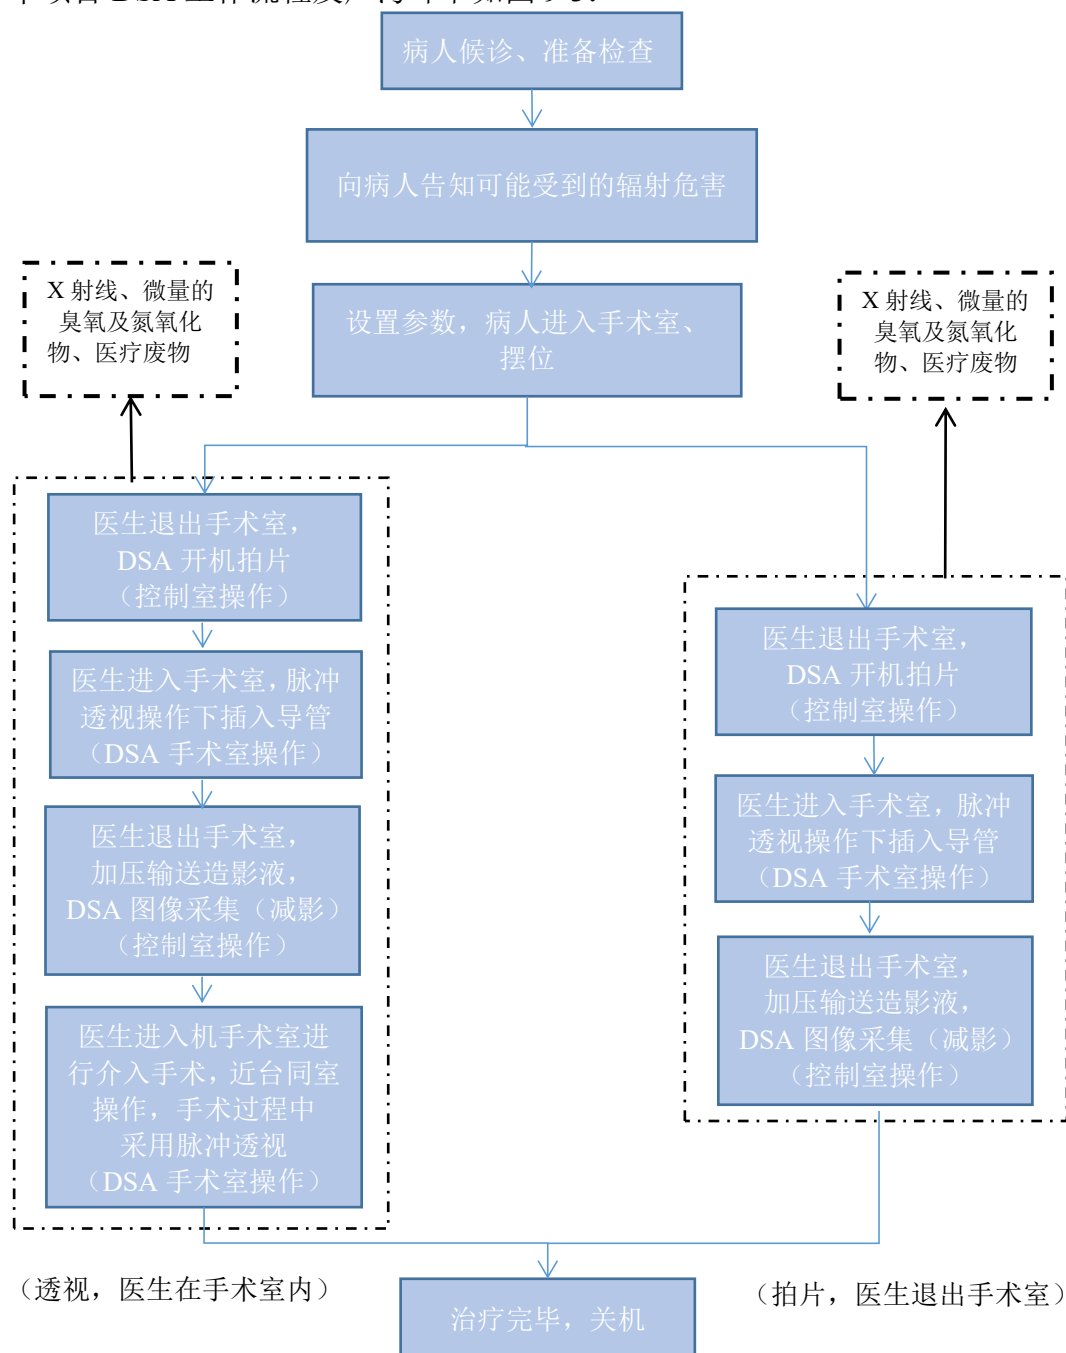 病人候诊、准备检查
向病人告知可能受到的辐射危害
X 射线、微量的
臭氧及氮氧化
物、医疗废物
设置参数，病人进入手术室、
摆位
X 射线、微量的
臭氧及氮氧化
物、医疗废物
医生退出手术室，
DSA 开机拍片
（控制室操作）
医生进入手术室，脉冲
透视操作下插入导管
（DSA 手术室操作）
医生退出手术室，
加压输送造影液，
DSA 图像采集（减影）
（控制室操作）
医生进入机手术室进
行介入手术，近台同室
操作，手术过程中
采用脉冲透视
（DSA 手术室操作）
医生退出手术室，
DSA 开机拍片
（控制室操作）
医生进入手术室，脉冲
透视操作下插入导管
（DSA 手术室操作）
医生退出手术室，
加压输送造影液，
DSA 图像采集（减影）
（控制室操作）
（透视，医生在手术室内）
（拍片，医生退出手术室）
治疗完毕，关机